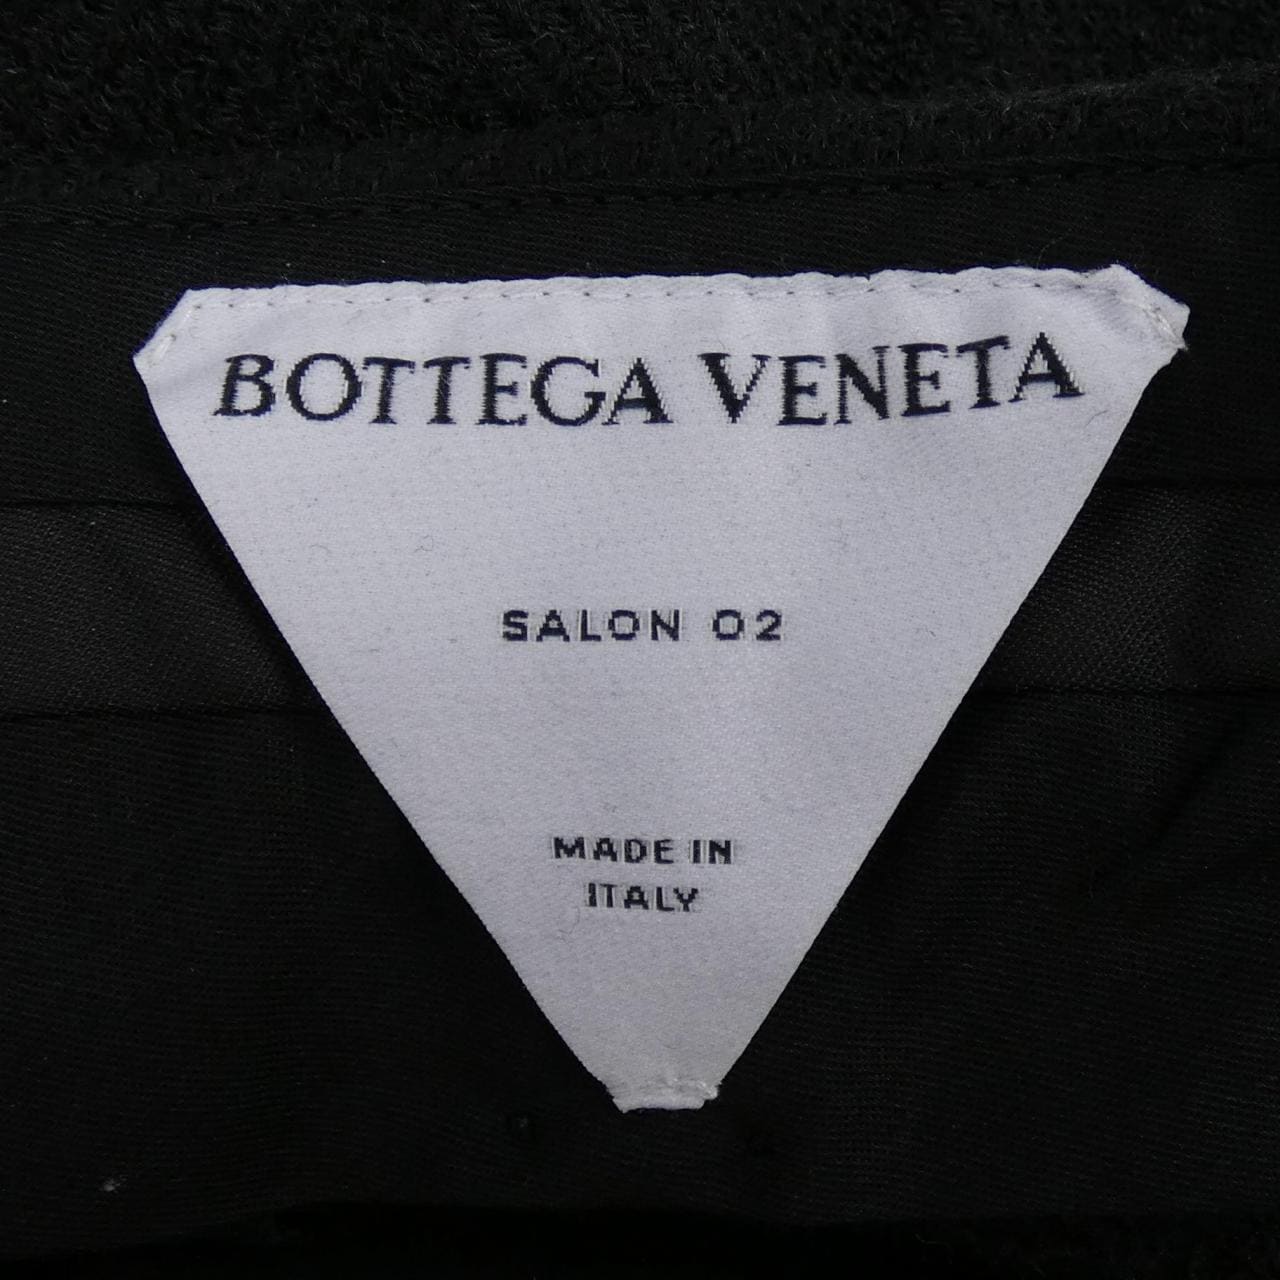 BOTTEGA VENETA
SALON 02
MADE IN
ITALY